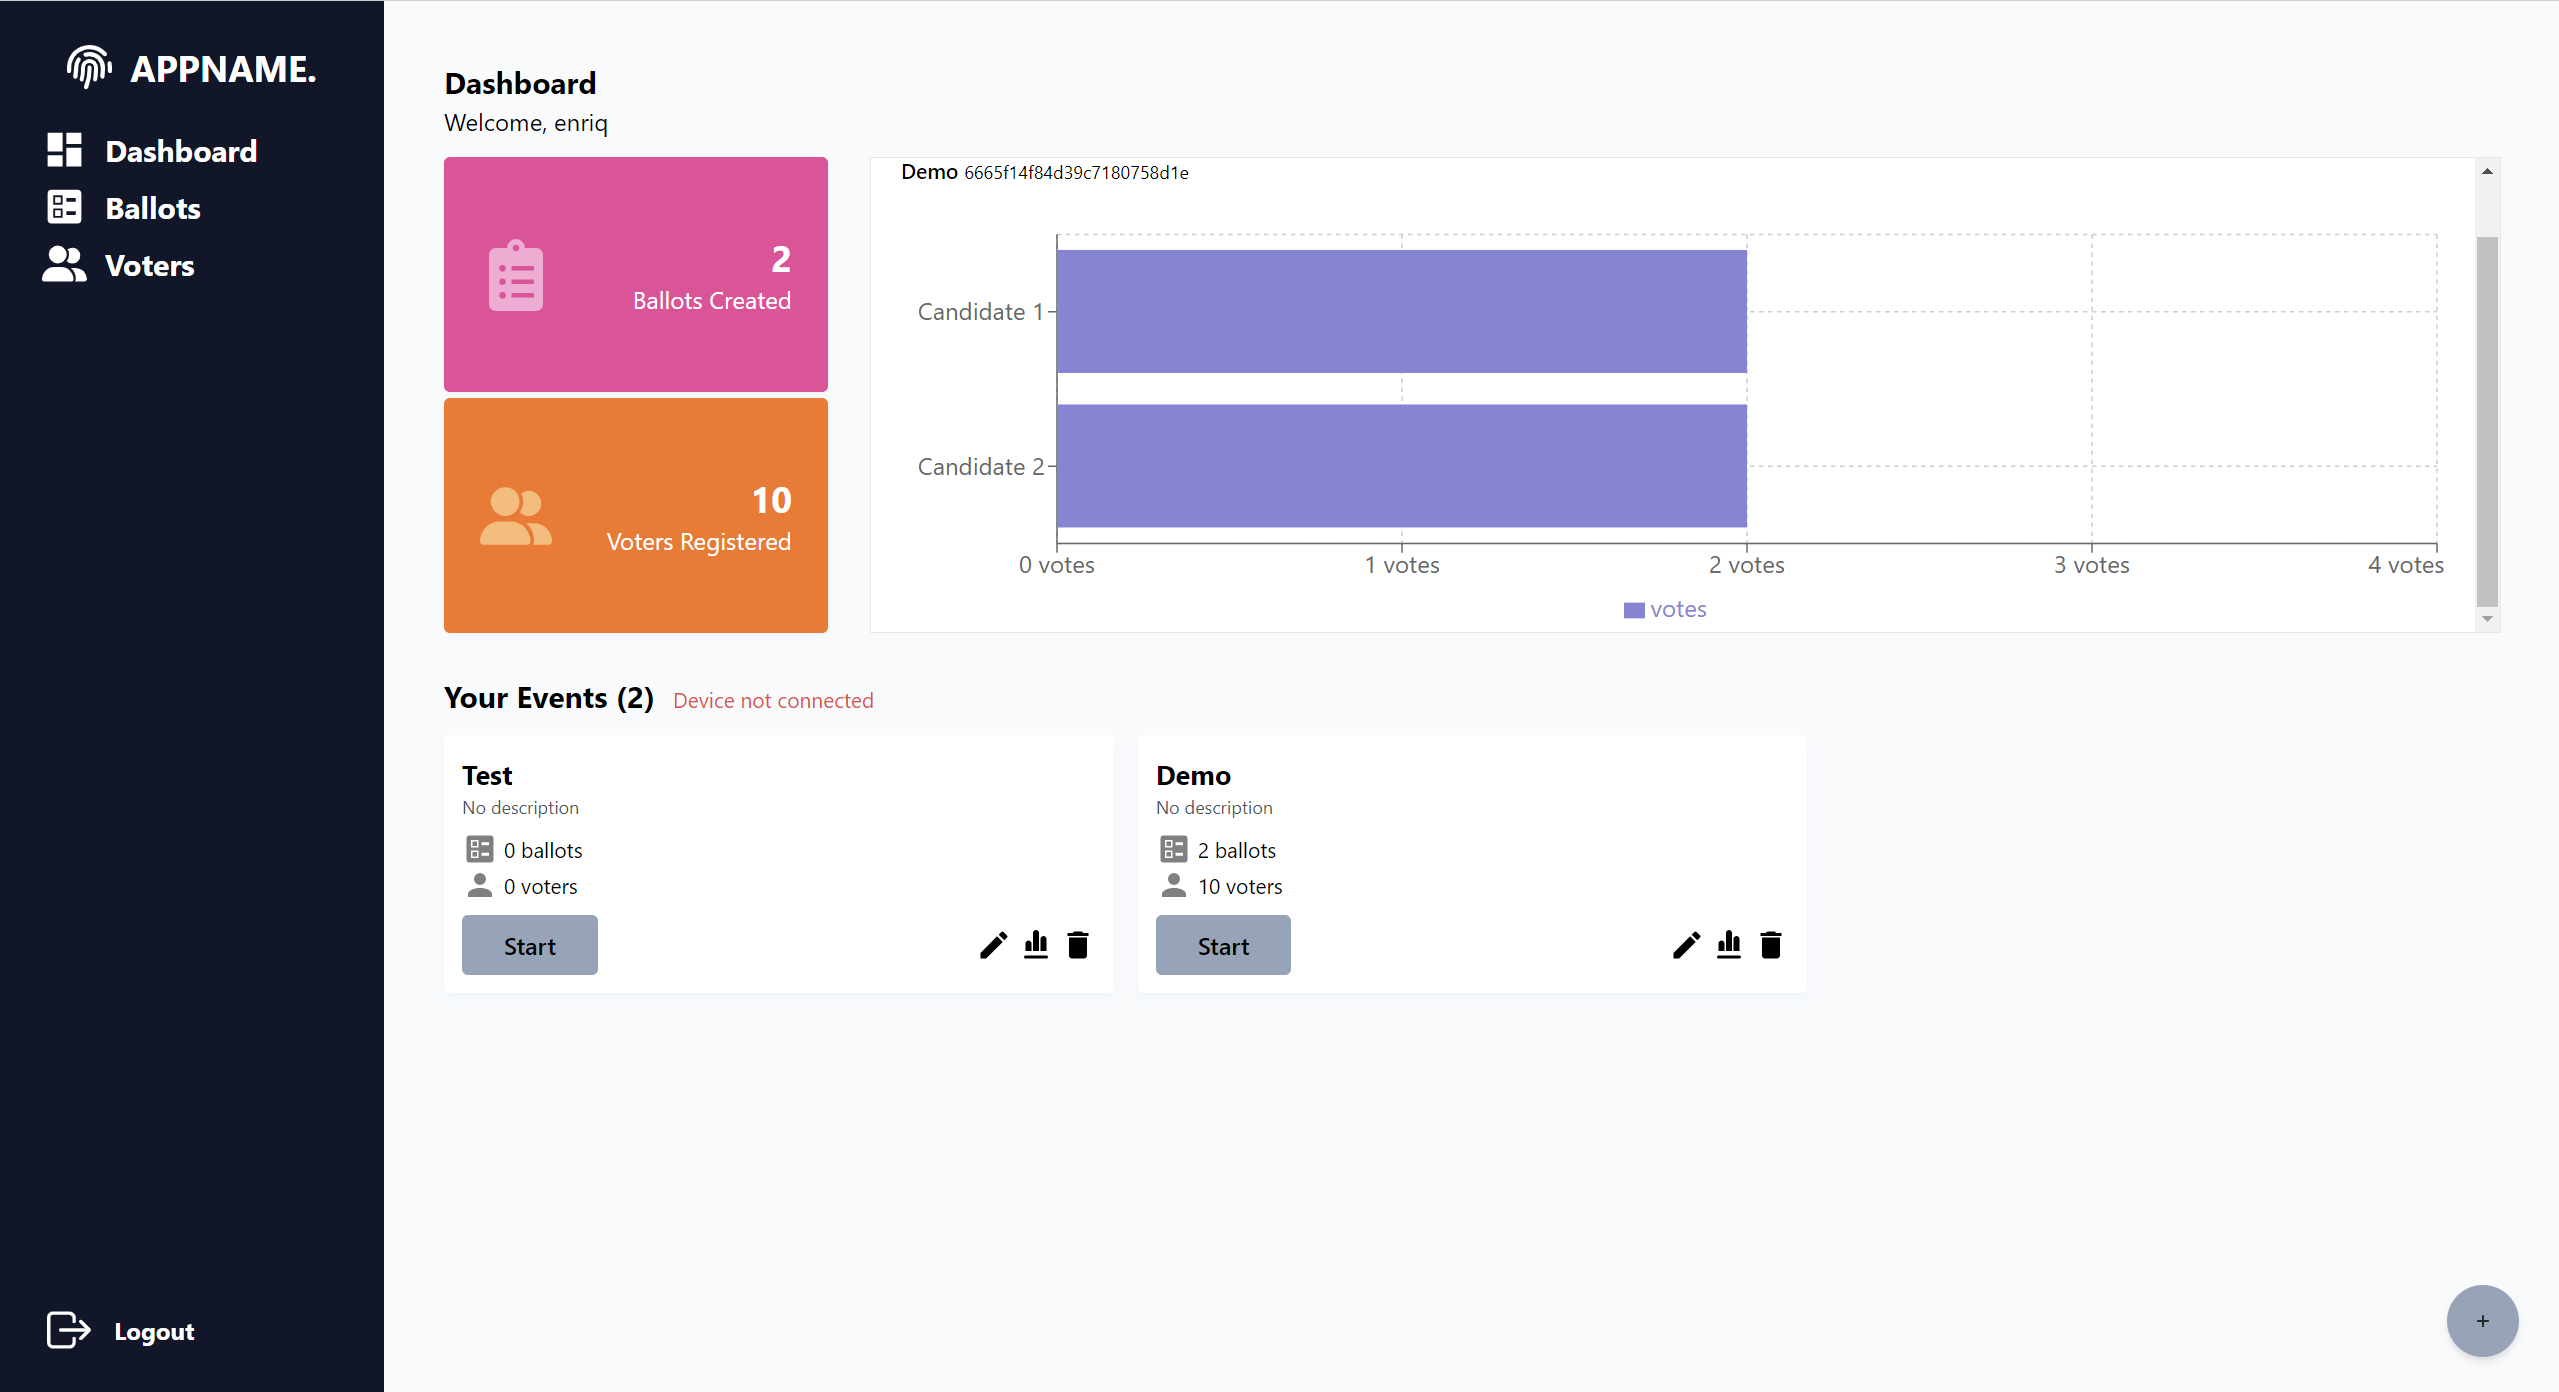 APPNAME.
Dashboard
Ballots
Voters
Logout
Dashboard
Welcome, enriq
2
Ballots Created
10
Voters Registered
Demo 6665f14f84d39c7180758d1e
Candidate 1
Candidate 2
0 votes 1 votes 2 votes 3 votes 4 votes
votes
Your Events (2) Device not connected
Test
No description
0 ballots
0 voters
Start
Demo
No description
2 ballots
10 voters
Start
+